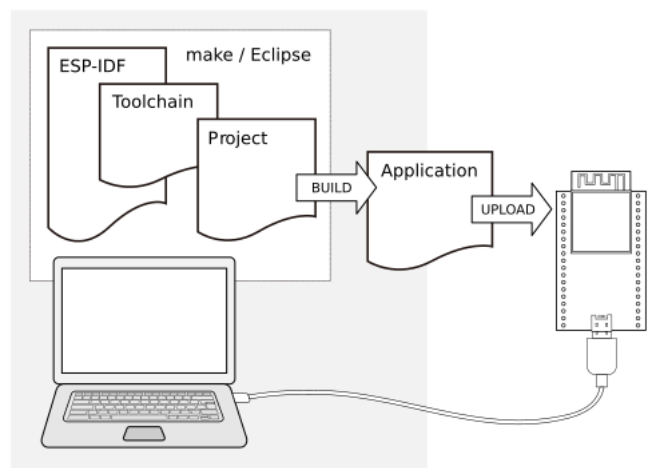 ESP-IDF
make / Eclipse
Toolchain
Project
BUILD
Application
UPLOAD